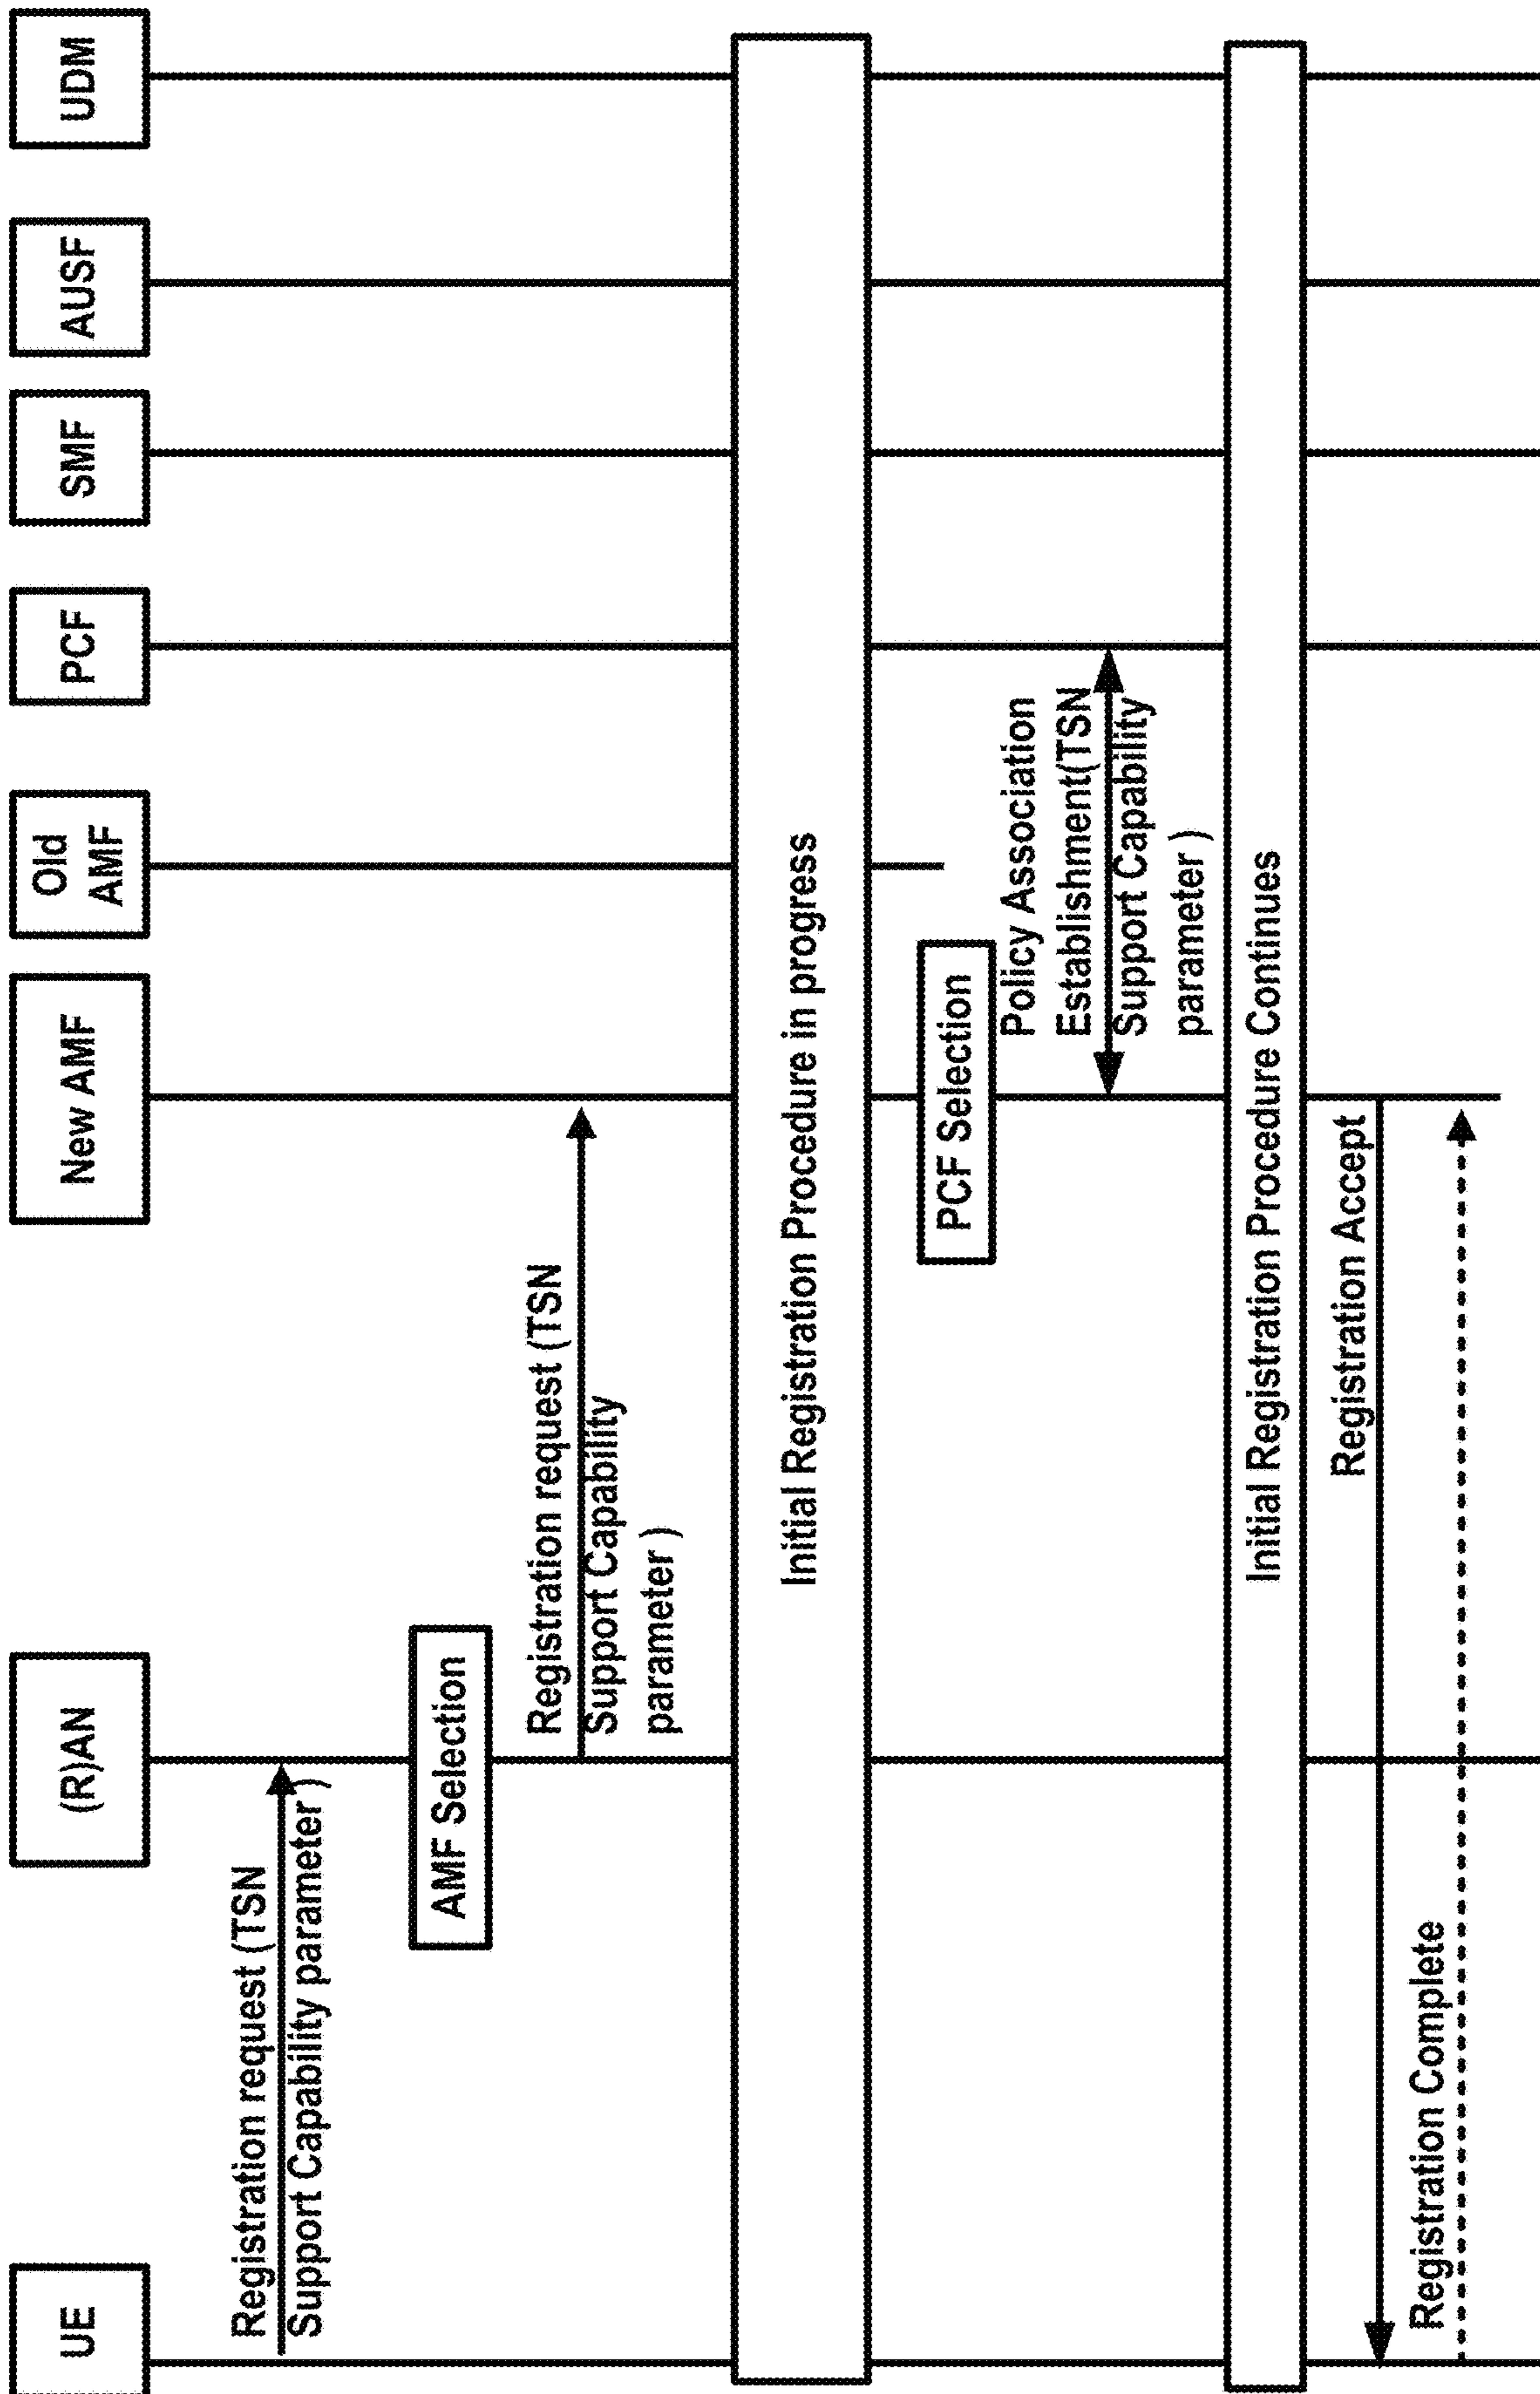 UE
(R)AN
New AMF
Old
AMF
PCF
SMF
AUSF
UDM
Registration request (TSN
Support Capability parameter )
AMF Selection
Registration request (TSN
Support Capability
parameter )
Initial Registration Procedure in progress
PCF Selection
Policy Association
Establishment(TSN
Support Capability
parameter )
Initial Registration Procedure Continues
Registration Accept
Registration Complete